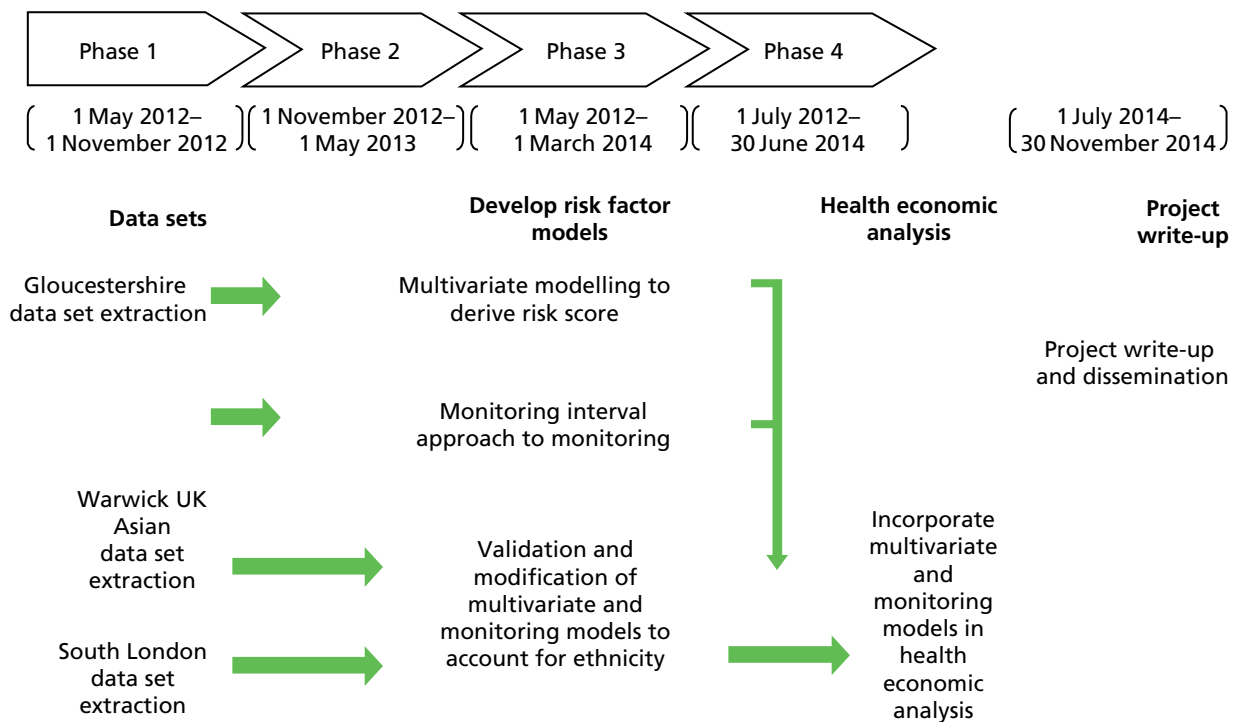 Phase 1
Phase 2
Phase 3
Phase 4
1 May 2012–
1 November 2012
1 November 2012–
1 May 2013
1 May 2012–
1 March 2014
1 July 2012–
30 June 2014
1 July 2014–
30 November 2014
Data sets
Develop risk factor
models
Health economic
analysis
Project
write-up
Gloucestershire
data set extraction
Multivariate modelling to
derive risk score
Project write-up
and dissemination
Monitoring interval
approach to monitoring
Warwick UK
Asian
data set
extraction
Validation and
modification of
multivariate and
monitoring models to
account for ethnicity
Incorporate
multivariate
and
monitoring
models in
health
economic
analysis
South London
data set
extraction